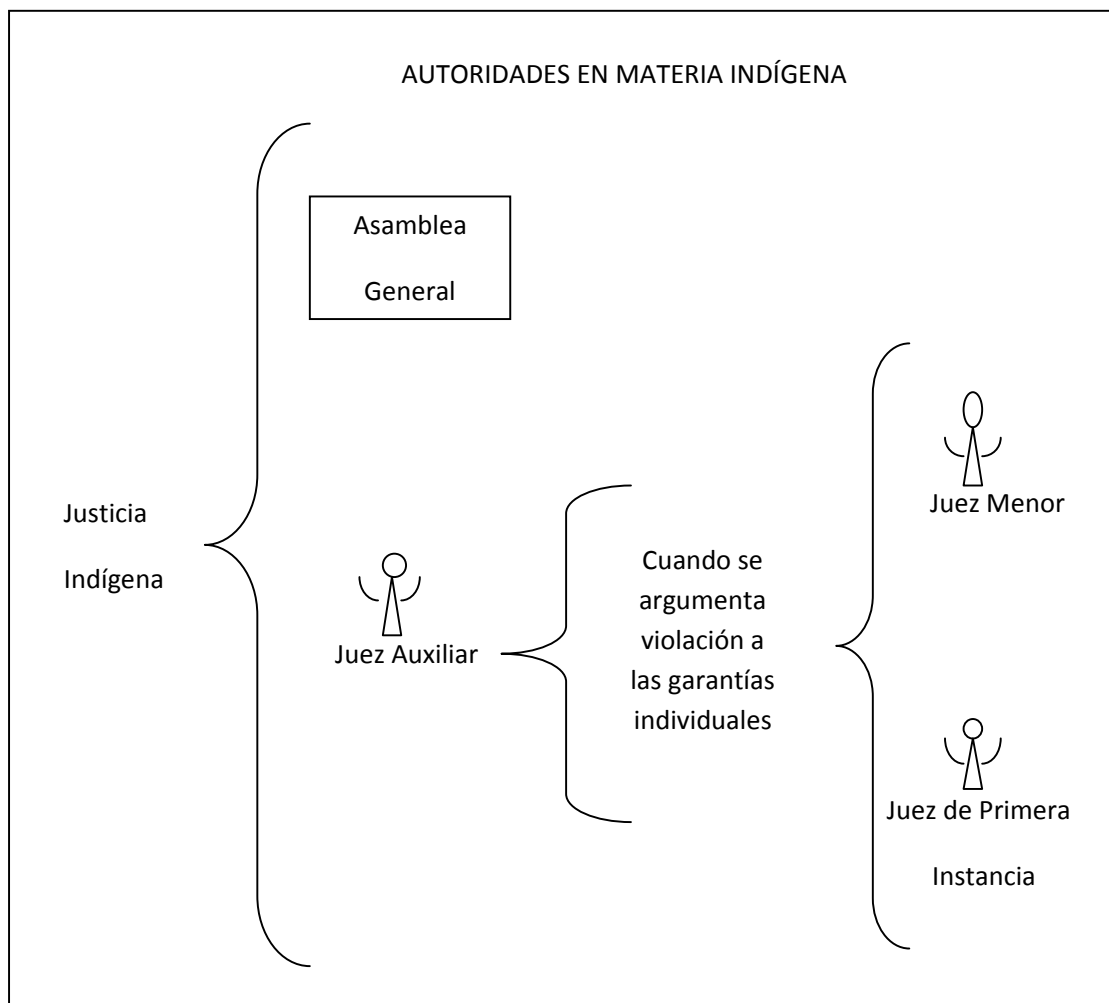 AUTORIDADES EN MATERIA INDÍGENA
Justicia
Indígena
Asamblea
General
Juez Auxiliar
Cuando se
argumenta
violación a
las garantías
individuales
Juez Menor
Juez de Primera
Instancia